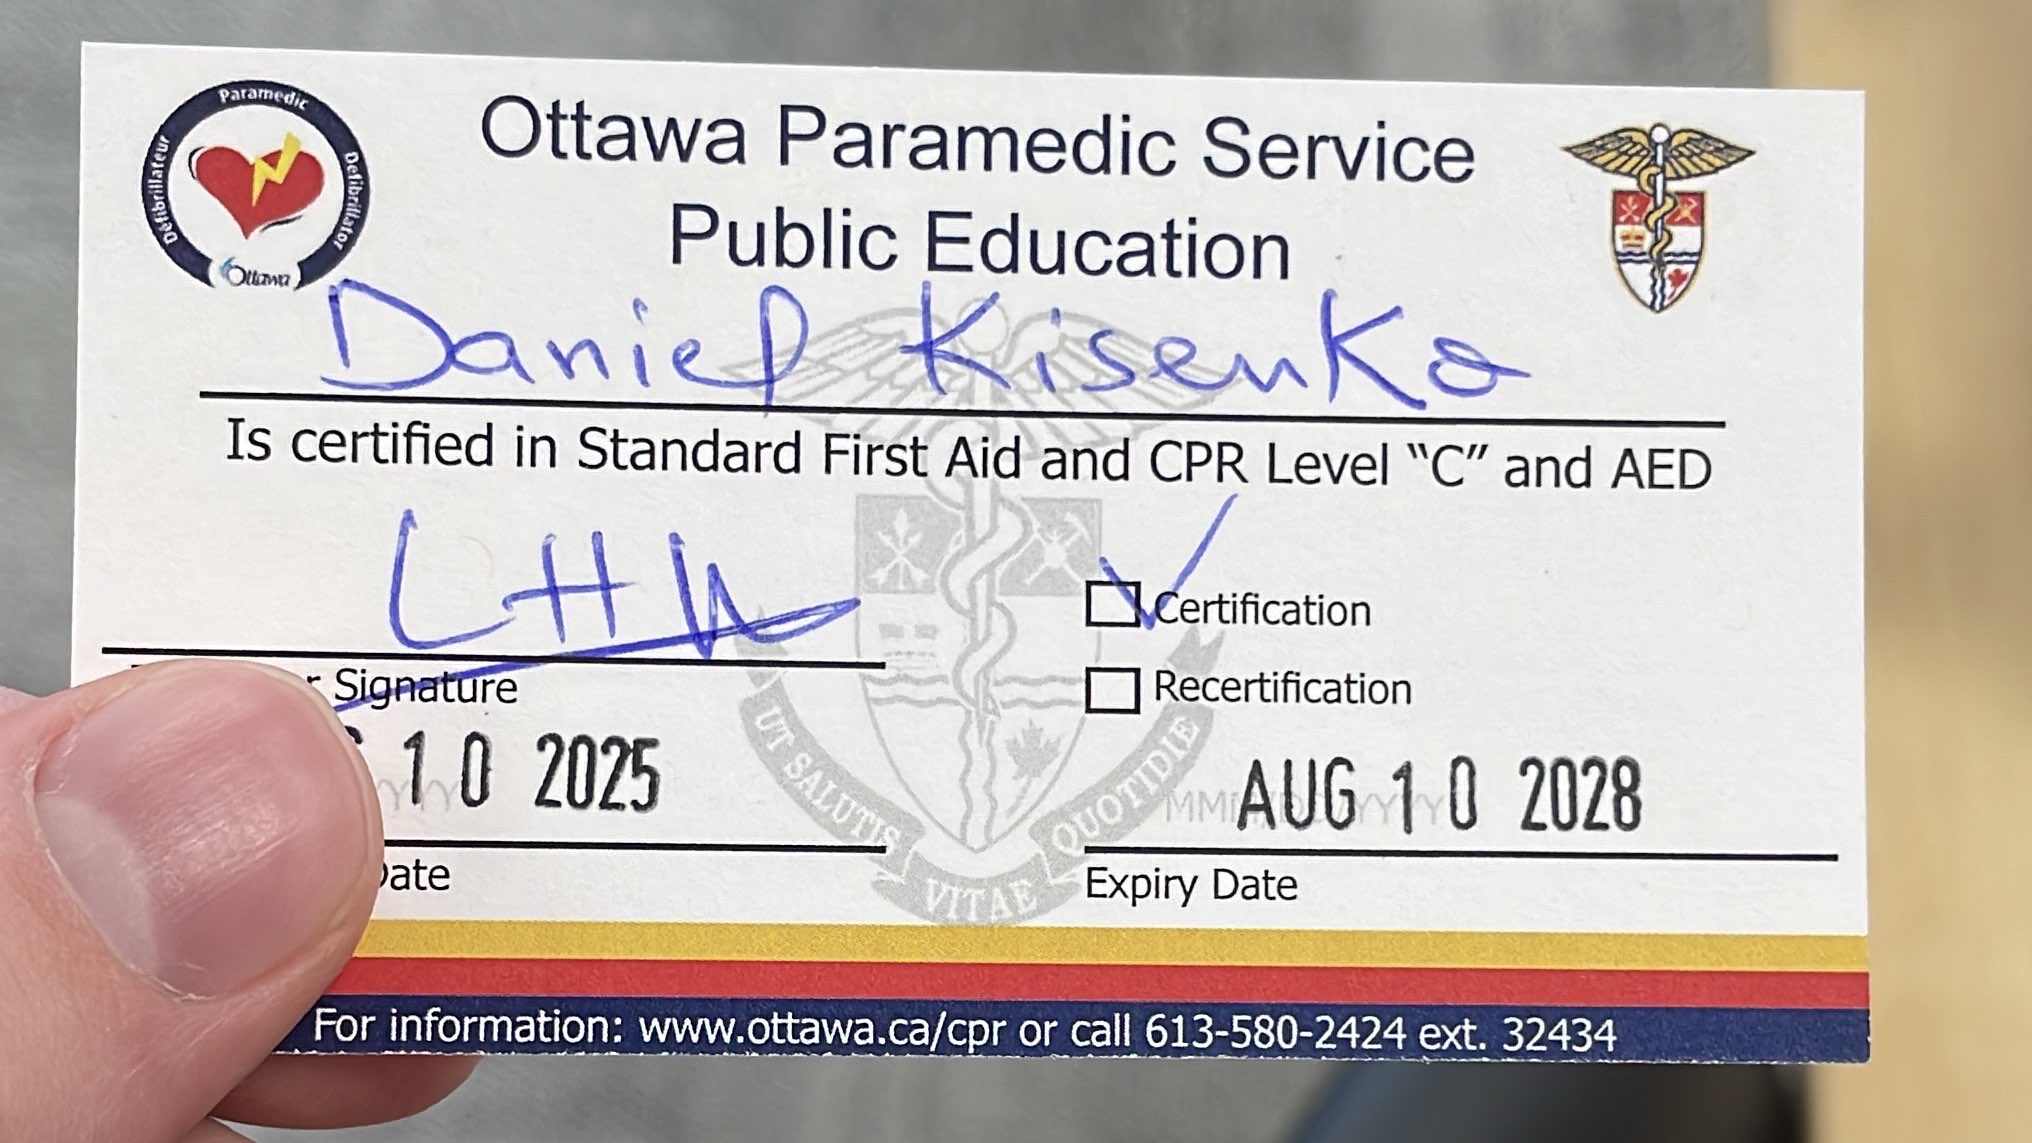 Paramedic
Défibrillateur
Defibrillator
Ottawa
Ottawa Paramedic Service
Public Education
Daniel Kisenko
Is certified in Standard First Aid and CPR Level “C” and AED
Certification
Signature
Recertification
10 2025
AUG 10 2028
Expiry Date
UT SALUTIS VITAE QUOTIDIE
For information: www.ottawa.ca/cpr or call 613-580-2424 ext. 32434